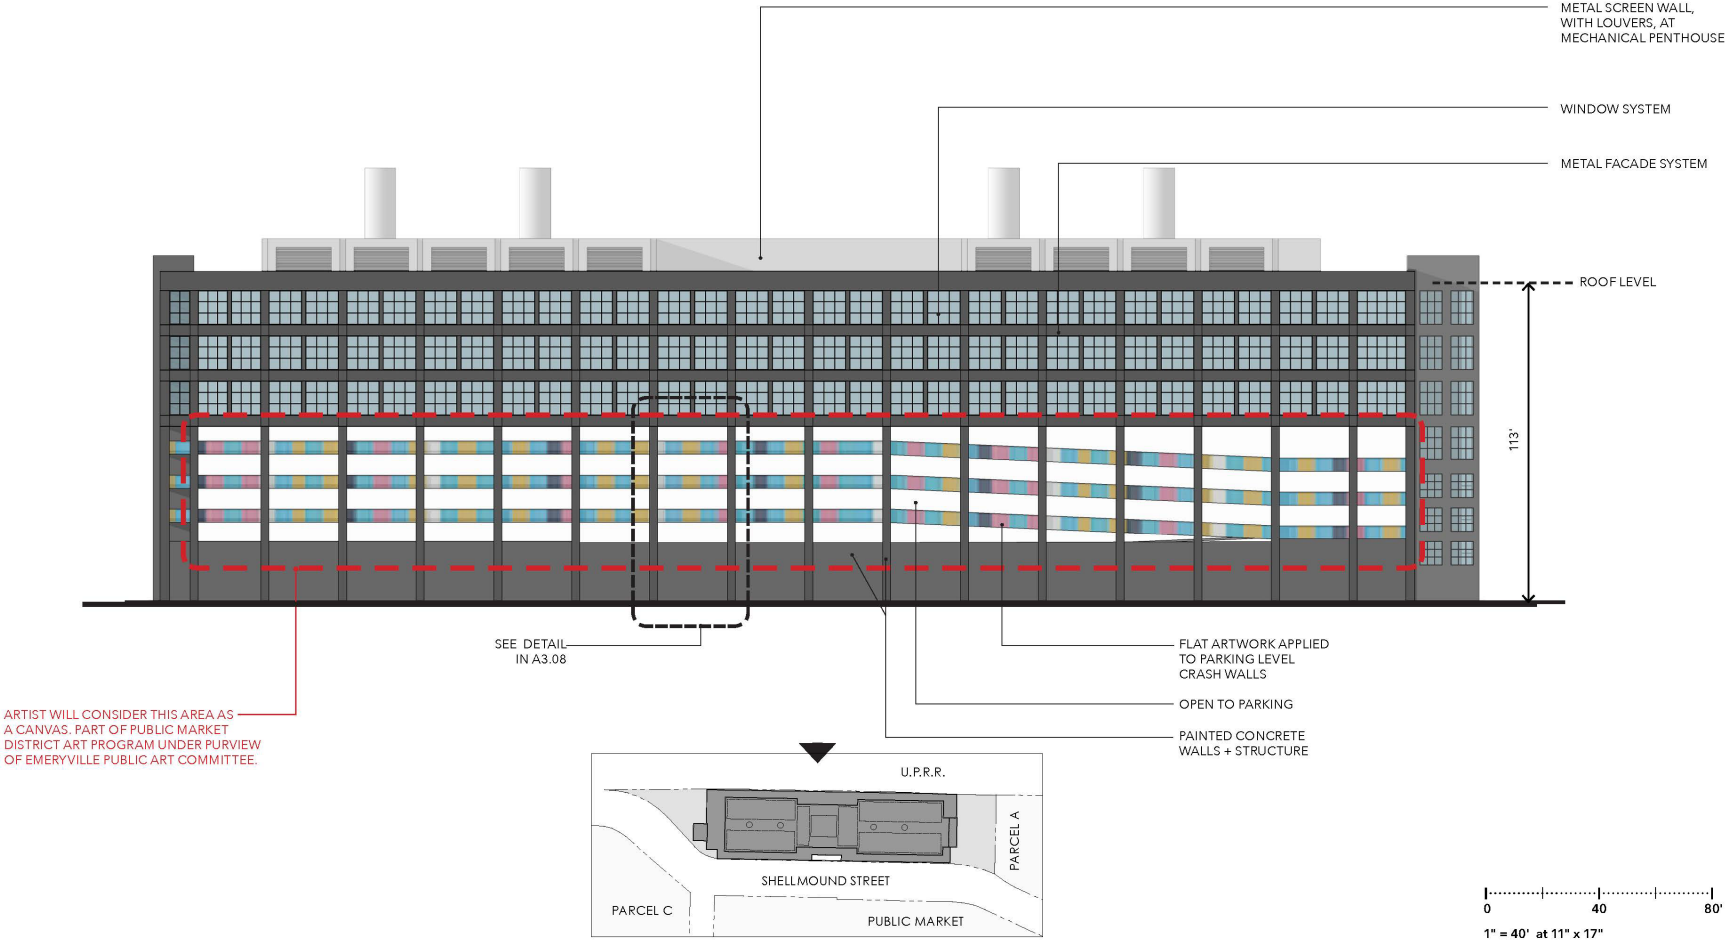 METAL SCREEN WALL,
WITH LOUVERS, AT
MECHANICAL PENTHOUSE
WINDOW SYSTEM
METAL FACADE SYSTEM
ROOF LEVEL
113'
SEE DETAIL
IN A3.08
FLAT ARTWORK APPLIED
TO PARKING LEVEL
CRASH WALLS
OPEN TO PARKING
PAINTED CONCRETE
WALLS + STRUCTURE
ARTIST WILL CONSIDER THIS AREA AS
A CANVAS. PART OF PUBLIC MARKET
DISTRICT ART PROGRAM UNDER PURVIEW
OF EMERYVILLE PUBLIC ART COMMITTEE.
U.P.R.R.
PARCEL A
SHELLMOUND STREET
PARCEL C
PUBLIC MARKET
0 40 80'
1" = 40' at 11" x 17"